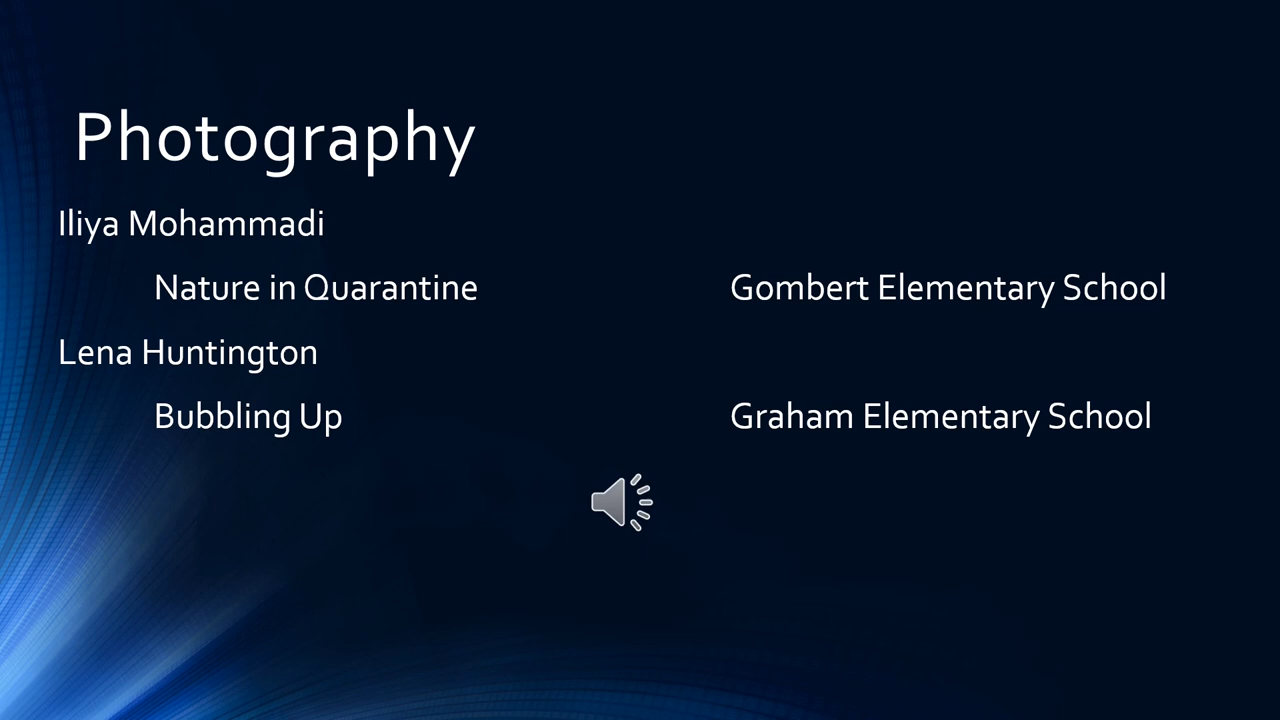 Photography
Iliya Mohammadi
Nature in Quarantine Gombert Elementary School
Lena Huntington
Bubbling Up Graham Elementary School